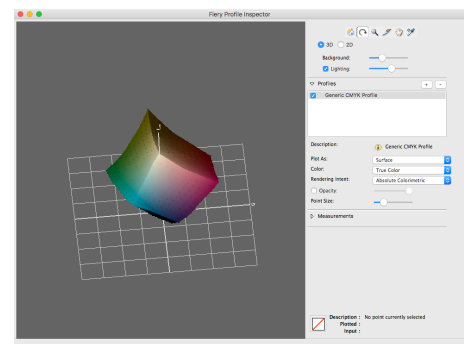 Fiery Profile Inspector
3D 2D
Background:
Lighting:
Profiles
+ -
Generic CMYK Profile
Description: Generic CMYK Profile
Plot As: Surface
Color: True Color
Rendering Intent: Absolute Colorimetric
Opacity:
Point Size:
Measurements
Description : No point currently selected
Plotted :
Input :